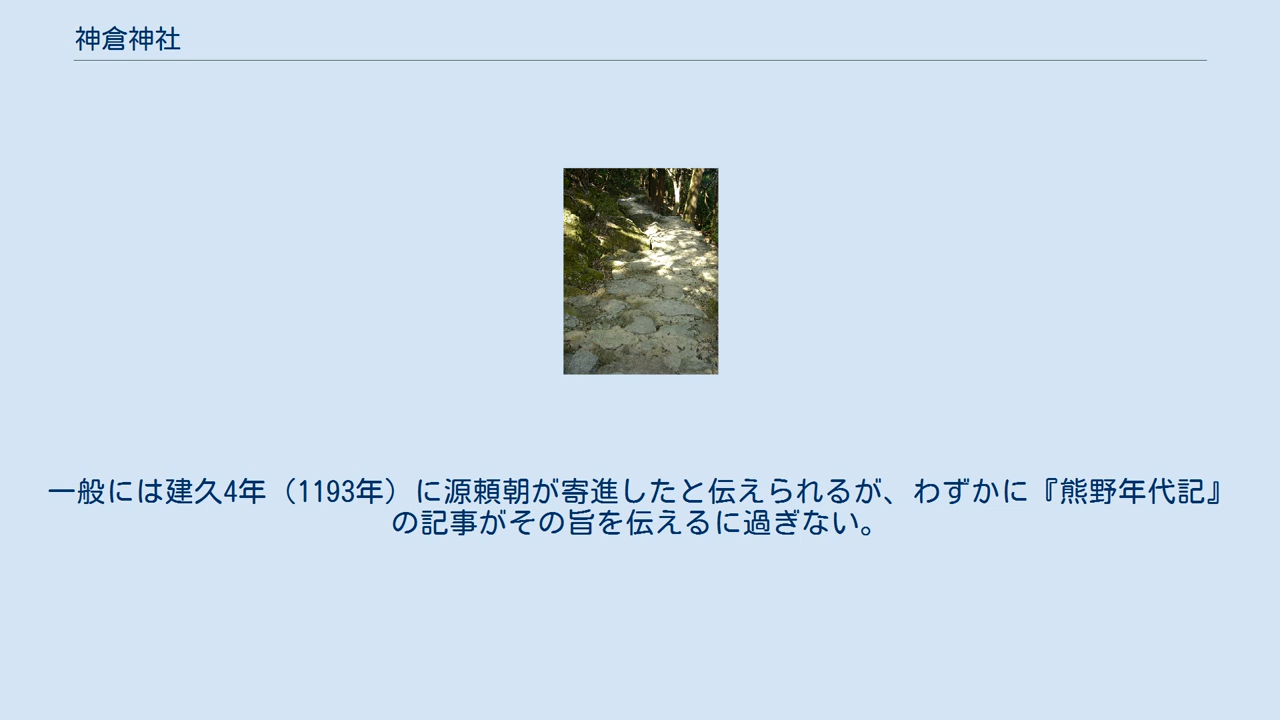 神倉神社
一般には建久4年（1193年）に源頼朝が寄進したと伝えられるが、わずかに『熊野年代記』
の記事がその旨を伝えるに過ぎない。